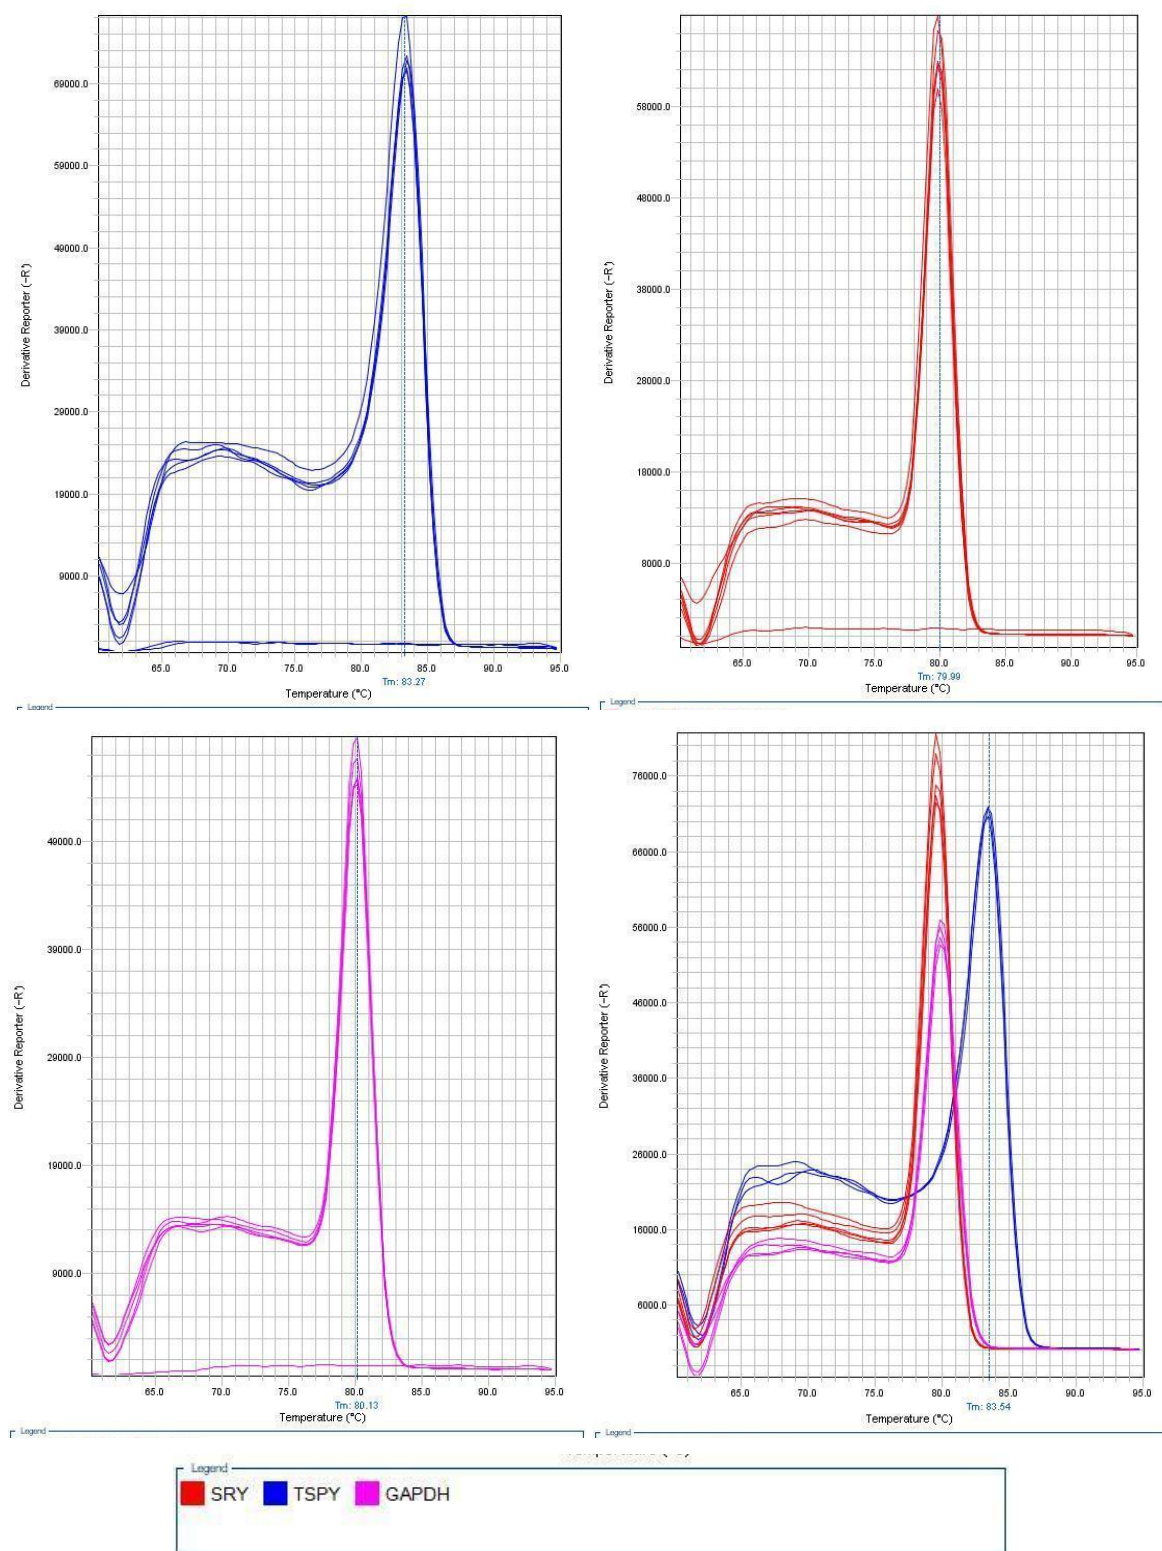 Derivative Reporter (-R')
69000.0
59000.0
49000.0
39000.0
29000.0
19000.0
9000.0
65.0 70.0 75.0 80.0 85.0 90.0 95.0
Tm: 83.27
Temperature (°C)
Legend
Derivative Reporter (-R')
58000.0
48000.0
38000.0
28000.0
18000.0
8000.0
65.0 70.0 75.0 80.0 85.0 90.0 95.0
Tm: 79.99
Temperature (°C)
Legend
Derivative Reporter (-R')
49000.0
39000.0
29000.0
19000.0
9000.0
65.0 70.0 75.0 80.0 85.0 90.0 95.0
Tm: 80.13
Temperature (°C)
Legend
Derivative Reporter (-R')
76000.0
66000.0
56000.0
46000.0
36000.0
26000.0
16000.0
6000.0
65.0 70.0 75.0 80.0 85.0 90.0 95.0
Tm: 83.54
Temperature (°C)
Legend
Legend
SRY TSPY GAPDH